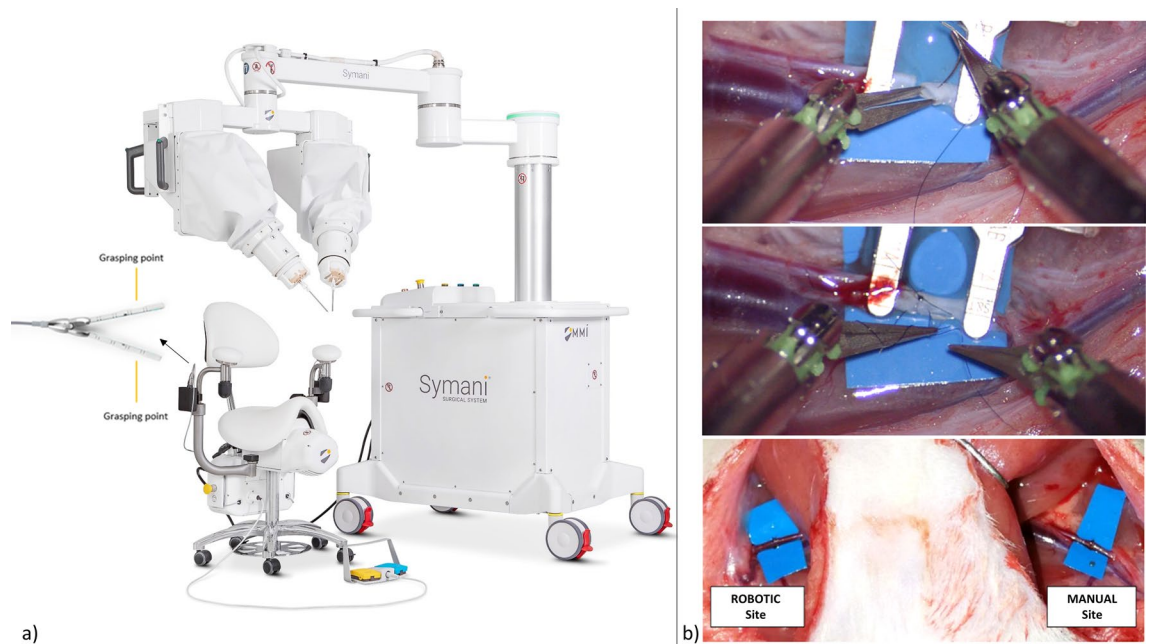 Symani
Grasping point
Grasping point
MMI
Symani
SURGICAL SYSTEM
ROBOTIC
Site
MANUAL
Site
a)
b)